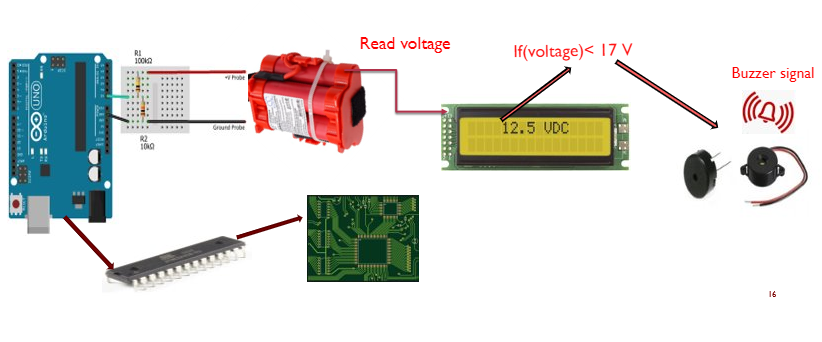 Read voltage
If(voltage)< 17 V
Buzzer signal
R1
100kΩ
+V Probe
UNO
12.5 VDC
Ground Probe
R2
10kΩ
16